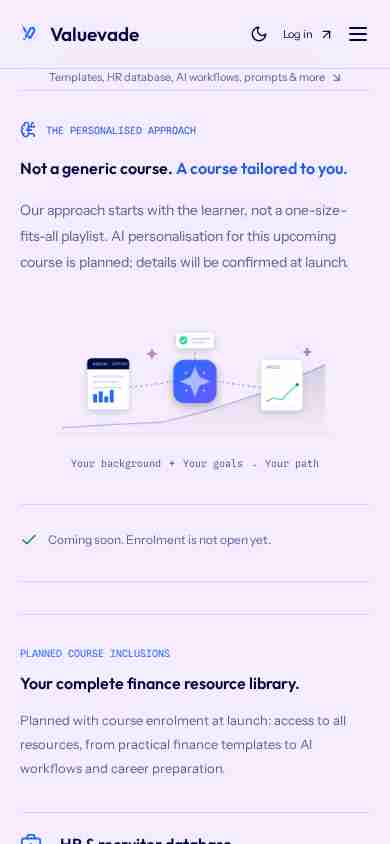 Valuevade
Log in
Templates, HR database, AI workflows, prompts & more
THE PERSONALISED APPROACH
Not a generic course. A course tailored to you.
Our approach starts with the learner, not a one-size-
fits-all playlist. AI personalisation for this upcoming
course is planned; details will be confirmed at launch.
Your background + Your goals → Your path
Coming soon. Enrolment is not open yet.
PLANNED COURSE INCLUSIONS
Your complete finance resource library.
Planned with course enrolment at launch: access to all
resources, from practical finance templates to AI
workflows and career preparation.
HR & recruiter database